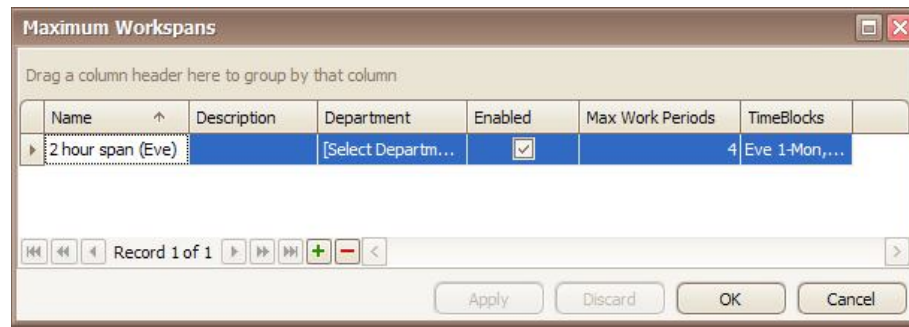 Maximum Workspans
Drag a column header here to group by that column
Name Description Department Enabled Max Work Periods TimeBlocks
2 hour span (Eve) [Select Departm... 4 Eve 1-Mon,...
Record 1 of 1
Apply Discard OK Cancel